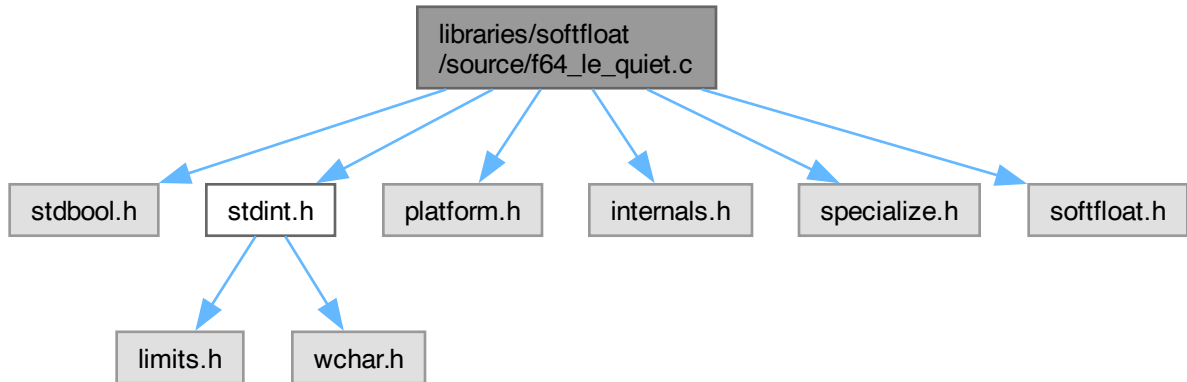 libraries/softfloat
/source/f64_le_quiet.c
stdbool.h
stdint.h
platform.h
internals.h
specialize.h
softfloat.h
limits.h
wchar.h